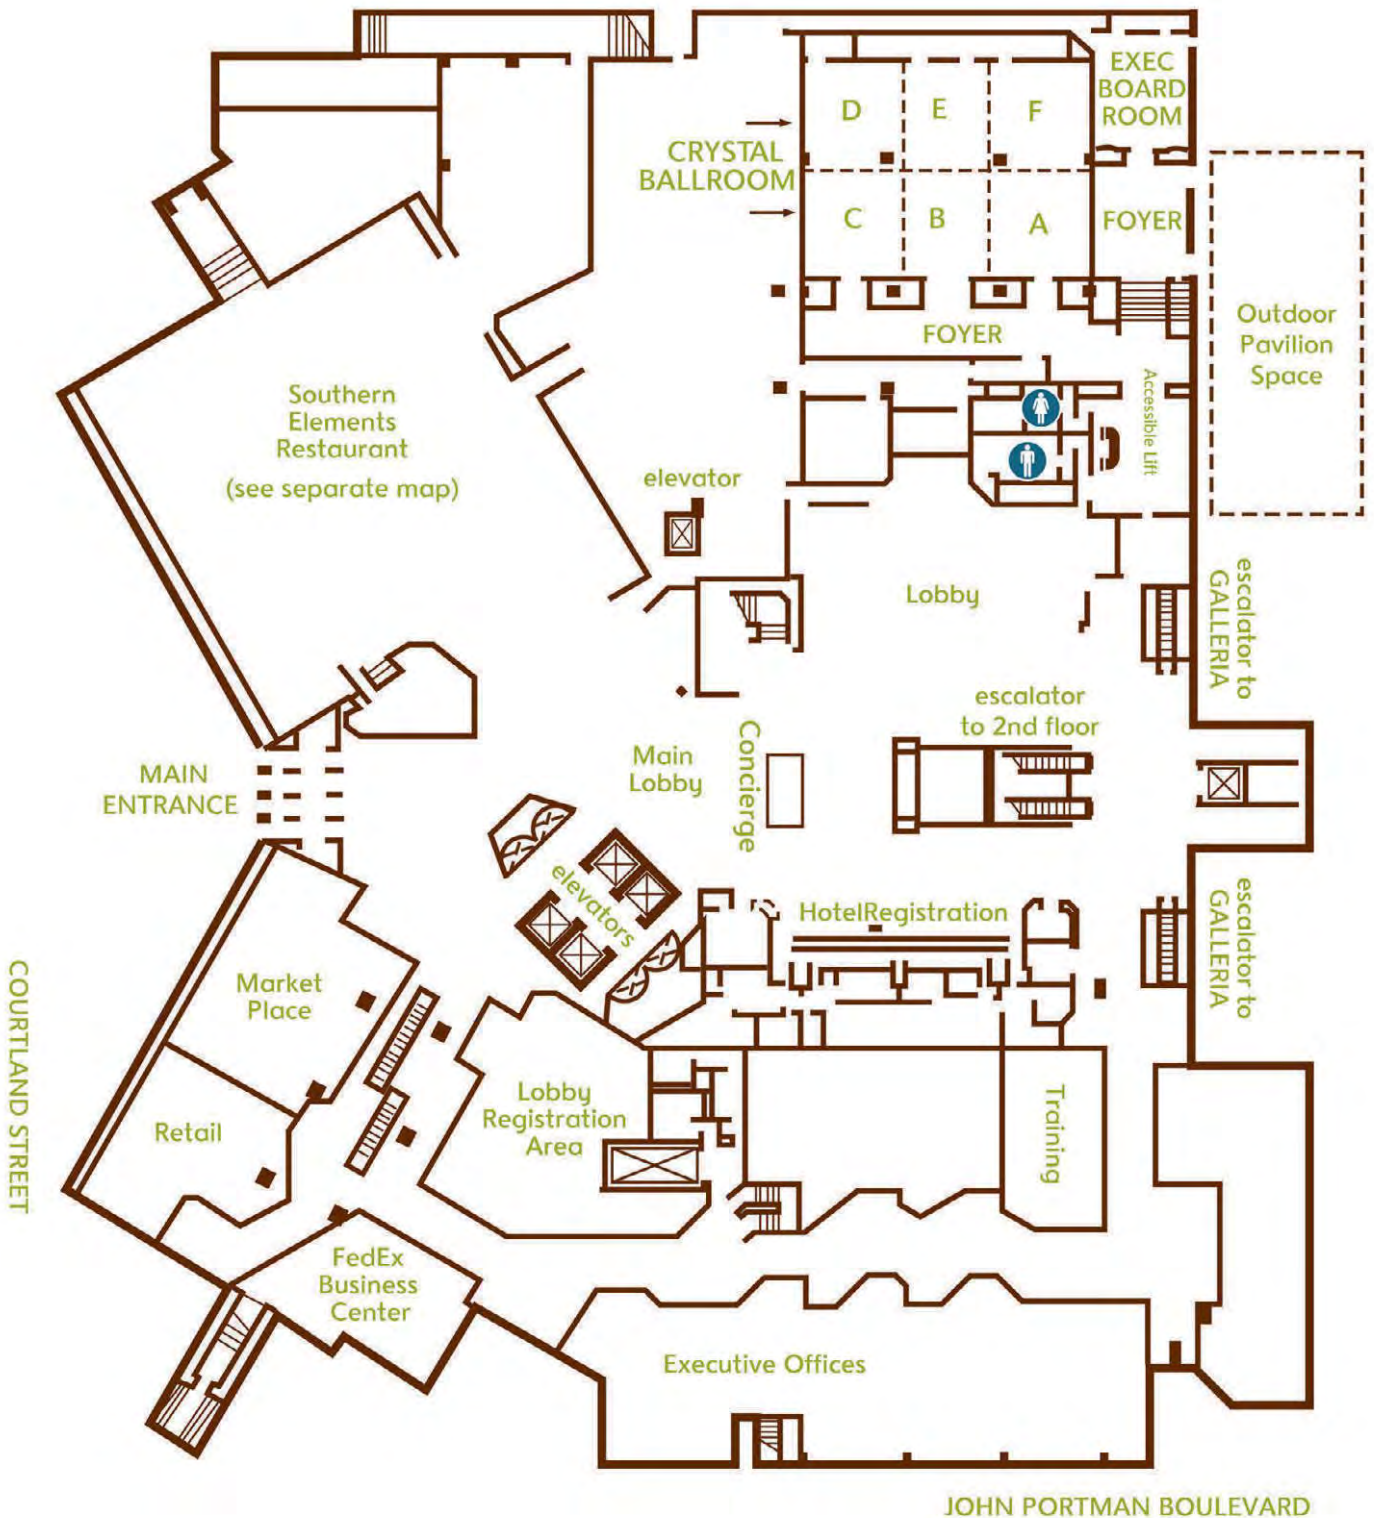 EXEC
BOARD
ROOM
D
E
F
CRYSTAL
BALLROOM
C
B
A
FOYER
Outdoor
Pavilion
Space
FOYER
Accessible Lift
Southern
Elements
Restaurant
(see separate map)
elevator
Lobby
escalator to
GALLERIA
escalator
to 2nd floor
Main
Lobby
Concierge
MAIN
ENTRANCE
elevators
HotelRegistration
escalator to
GALLERIA
COURTLAND STREET
Market
Place
Retail
Lobby
Registration
Area
Training
FedEx
Business
Center
Executive Offices
JOHN PORTMAN BOULEVARD